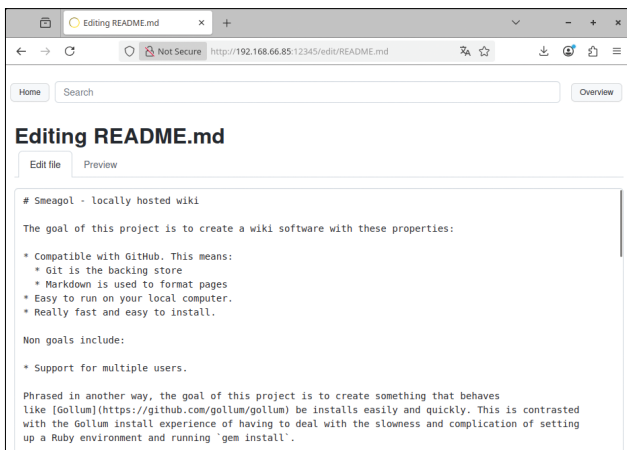 Editing README.md
Not Secure http://192.168.66.85:12345/edit/README.md
Home Search Overview
Editing README.md
Edit file Preview
# Smeagol - locally hosted wiki
The goal of this project is to create a wiki software with these properties:
* Compatible with GitHub. This means:
* Git is the backing store
* Markdown is used to format pages
* Easy to run on your local computer.
* Really fast and easy to install.
Non goals include:
* Support for multiple users.
Phrased in another way, the goal of this project is to create something that behaves
like [Gollum](https://github.com/gollum/gollum) be installs easily and quickly. This is contrasted
with the Gollum install experience of having to deal with the slowness and complication of setting
up a Ruby environment and running `gem install`.